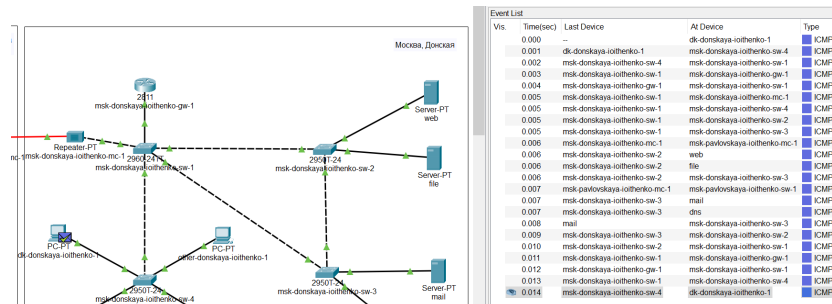 Москва, Донская
2811
msk-donskaya-ioithenko-gw-1
Server-PT
web
Repeater-PT
mc-1
msk-donskaya-ioithenko-mc-1
2960-24TT
msk-donskaya-ioithenko-sw-1
2950T-24
msk-donskaya-ioithenko-sw-2
Server-PT
file
PC-PT
dk-donskaya-ioithenko-1
PC-PT
other-donskaya-ioithenko-1
2950T-24
msk-donskaya-ioithenko-sw-4
2950T-24
msk-donskaya-ioithenko-sw-3
Server-PT
mail
Event List
Vis. Time(sec) Last Device At Device Type
0.000 -- dk-donskaya-ioithenko-1 ICMP
0.001 dk-donskaya-ioithenko-1 msk-donskaya-ioithenko-sw-4 ICMP
0.002 msk-donskaya-ioithenko-sw-4 msk-donskaya-ioithenko-sw-1 ICMP
0.003 msk-donskaya-ioithenko-sw-1 msk-donskaya-ioithenko-gw-1 ICMP
0.004 msk-donskaya-ioithenko-gw-1 msk-donskaya-ioithenko-sw-1 ICMP
0.005 msk-donskaya-ioithenko-sw-1 msk-donskaya-ioithenko-mc-1 ICMP
0.005 msk-donskaya-ioithenko-sw-1 msk-donskaya-ioithenko-sw-4 ICMP
0.005 msk-donskaya-ioithenko-sw-1 msk-donskaya-ioithenko-sw-2 ICMP
0.005 msk-donskaya-ioithenko-sw-1 msk-donskaya-ioithenko-sw-3 ICMP
0.006 msk-donskaya-ioithenko-mc-1 msk-pavlovskaya-ioithenko-mc-1 ICMP
0.006 msk-donskaya-ioithenko-sw-2 web ICMP
0.006 msk-donskaya-ioithenko-sw-2 file ICMP
0.006 msk-donskaya-ioithenko-sw-2 msk-donskaya-ioithenko-sw-3 ICMP
0.007 msk-pavlovskaya-ioithenko-mc-1 msk-pavlovskaya-ioithenko-sw-1 ICMP
0.007 msk-donskaya-ioithenko-sw-3 mail ICMP
0.007 msk-donskaya-ioithenko-sw-3 dns ICMP
0.008 mail msk-donskaya-ioithenko-sw-3 ICMP
0.009 msk-donskaya-ioithenko-sw-3 msk-donskaya-ioithenko-sw-2 ICMP
0.010 msk-donskaya-ioithenko-sw-2 msk-donskaya-ioithenko-sw-1 ICMP
0.011 msk-donskaya-ioithenko-sw-1 msk-donskaya-ioithenko-gw-1 ICMP
0.012 msk-donskaya-ioithenko-gw-1 msk-donskaya-ioithenko-sw-1 ICMP
0.013 msk-donskaya-ioithenko-sw-1 msk-donskaya-ioithenko-sw-4 ICMP
0.014 msk-donskaya-ioithenko-sw-4 dk-donskaya-ioithenko-1 ICMP